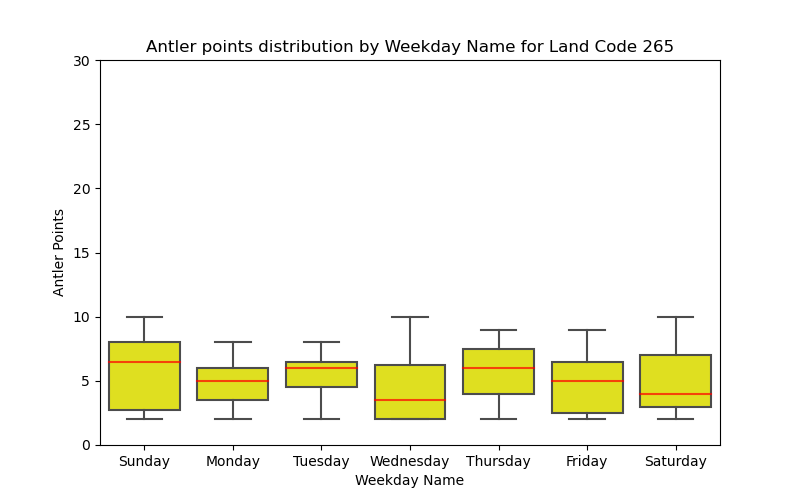 Antler points distribution by Weekday Name for Land Code 265
Antler Points
30
25
20
15
10
5
0
Sunday Monday Tuesday Wednesday Thursday Friday Saturday
Weekday Name